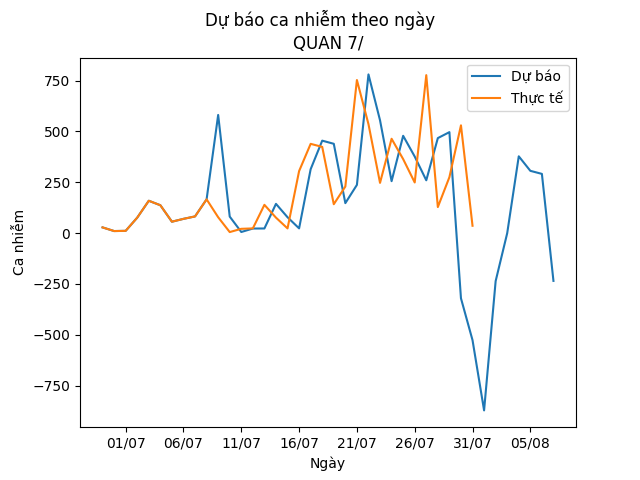 Dự báo ca nhiễm theo ngày
QUAN 7/
Dự báo
Thực tế
Ca nhiễm
750
500
250
0
−250
−500
−750
01/07 06/07 11/07 16/07 21/07 26/07 31/07 05/08
Ngày